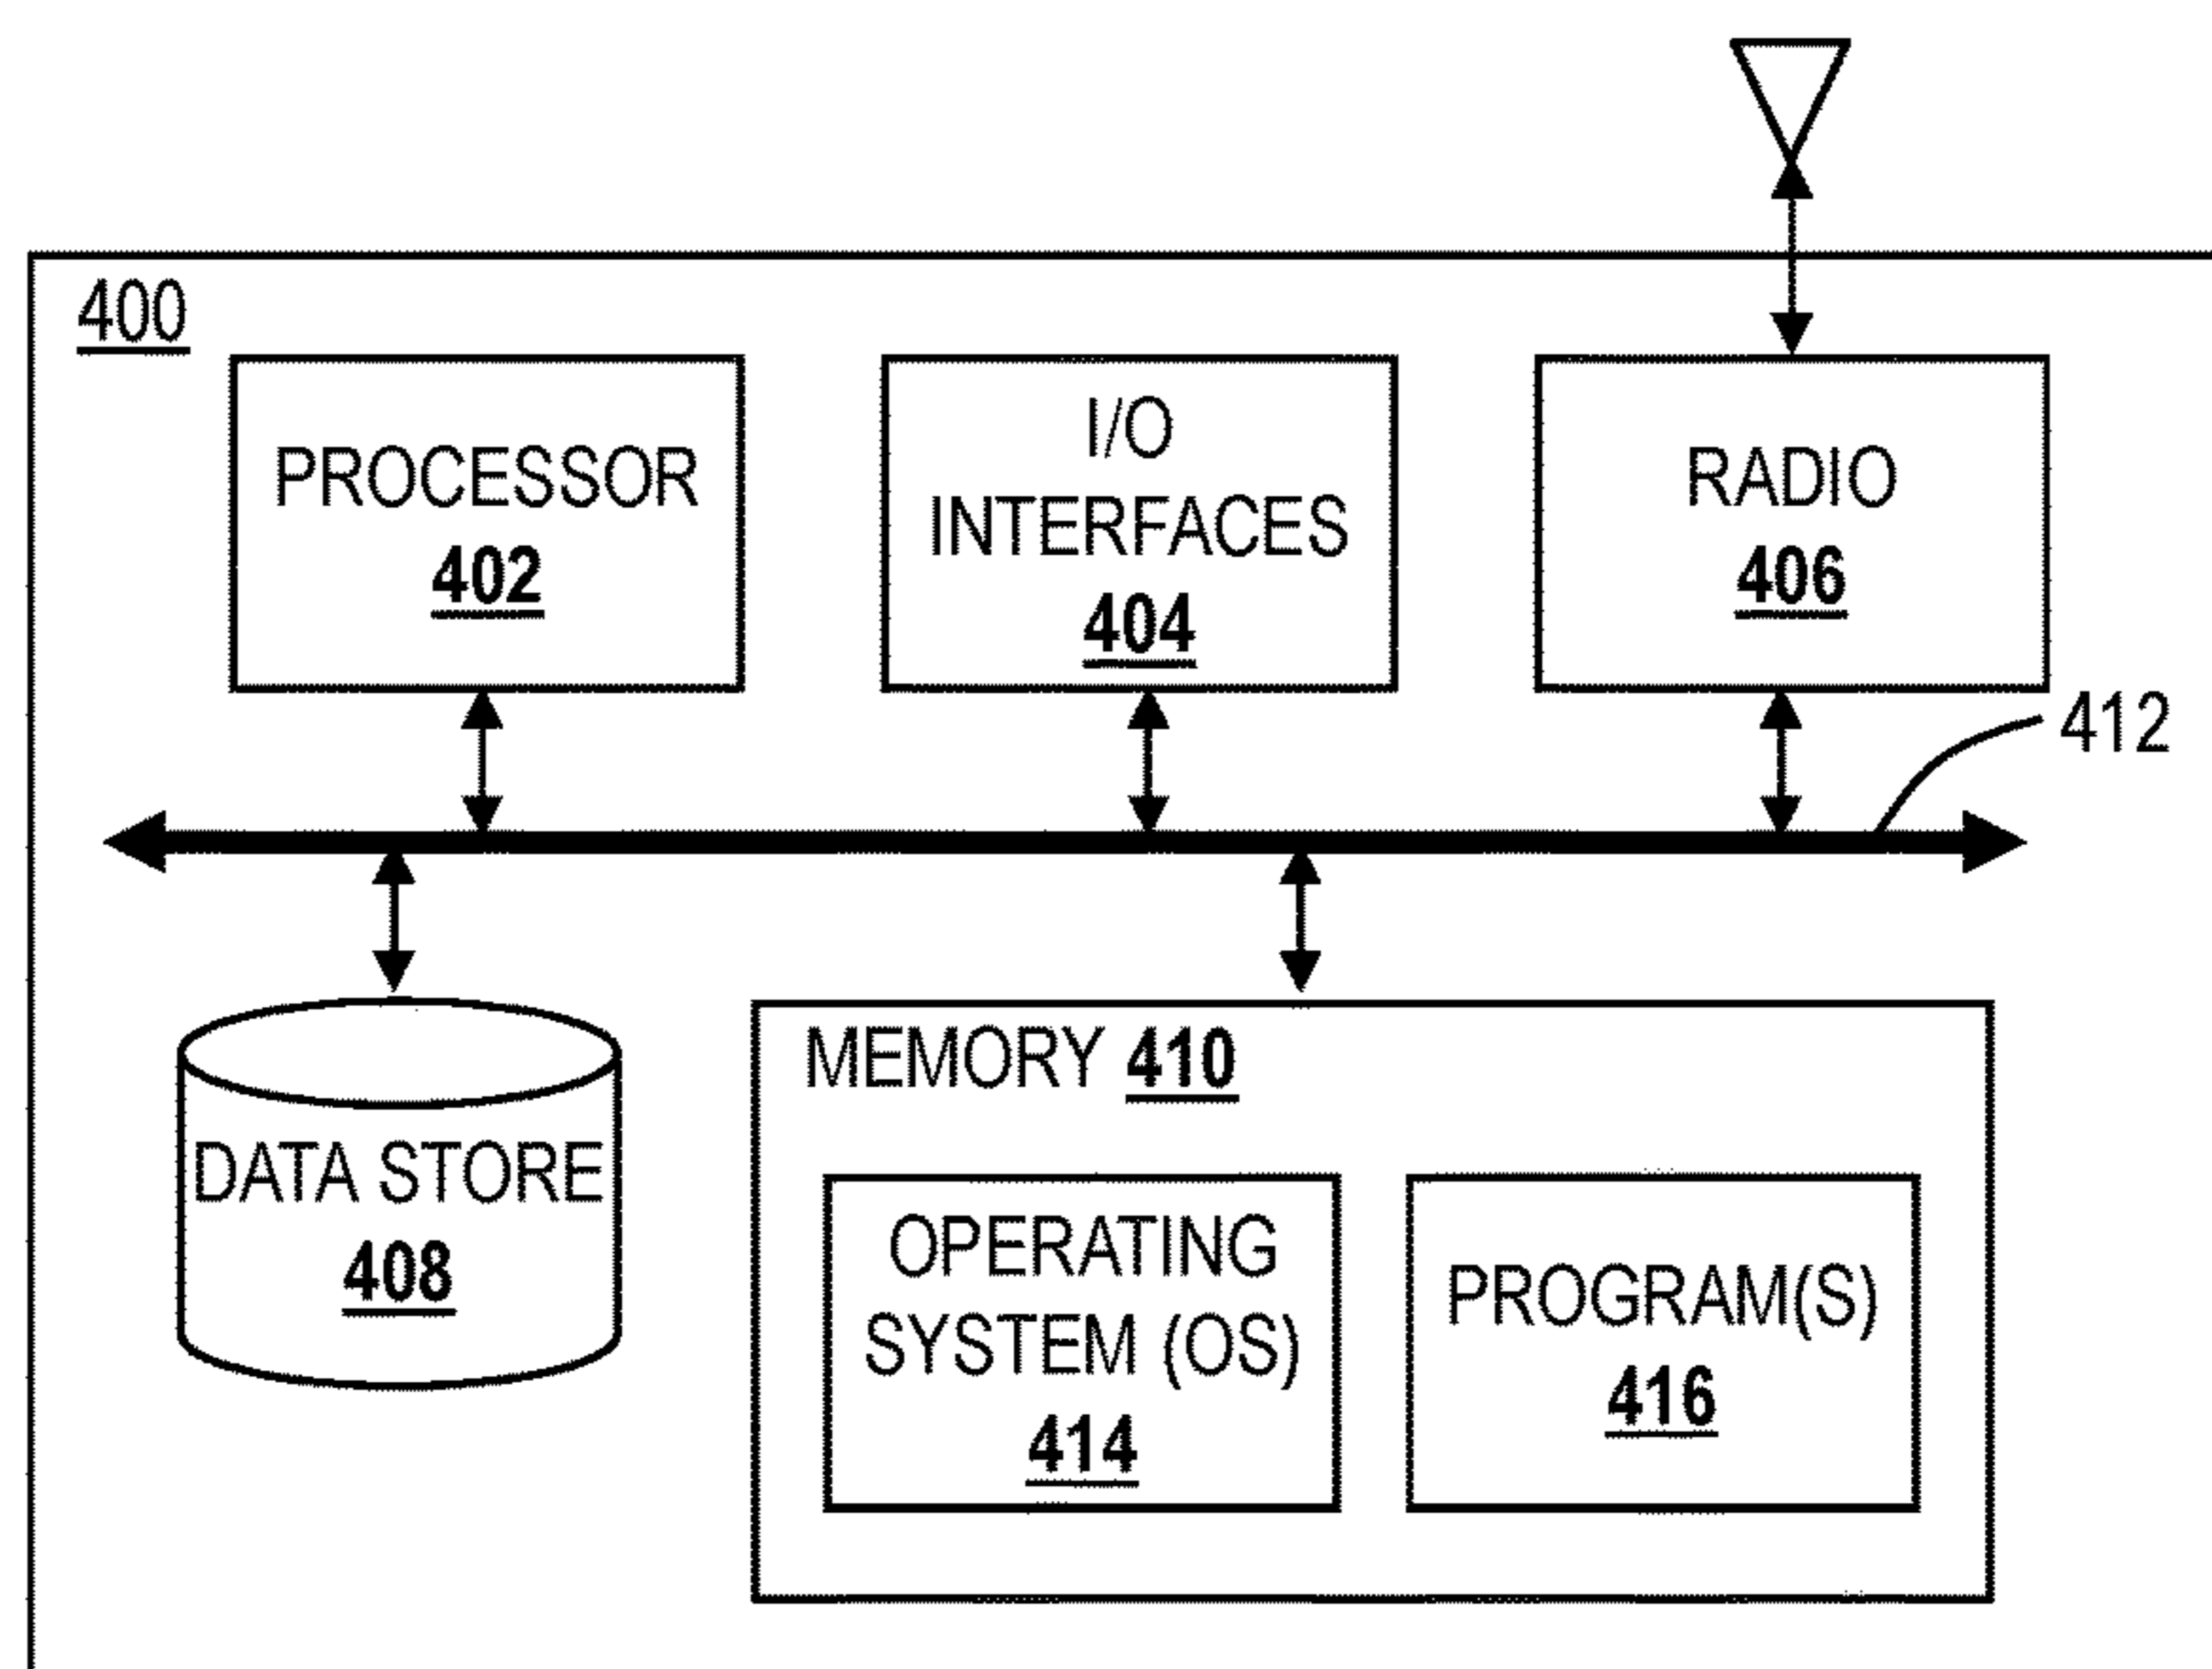 400
PROCESSOR
402
I/O
INTERFACES
404
RADIO
406
412
DATA STORE
408
MEMORY 410
OPERATING
SYSTEM (OS)
414
PROGRAM(S)
416